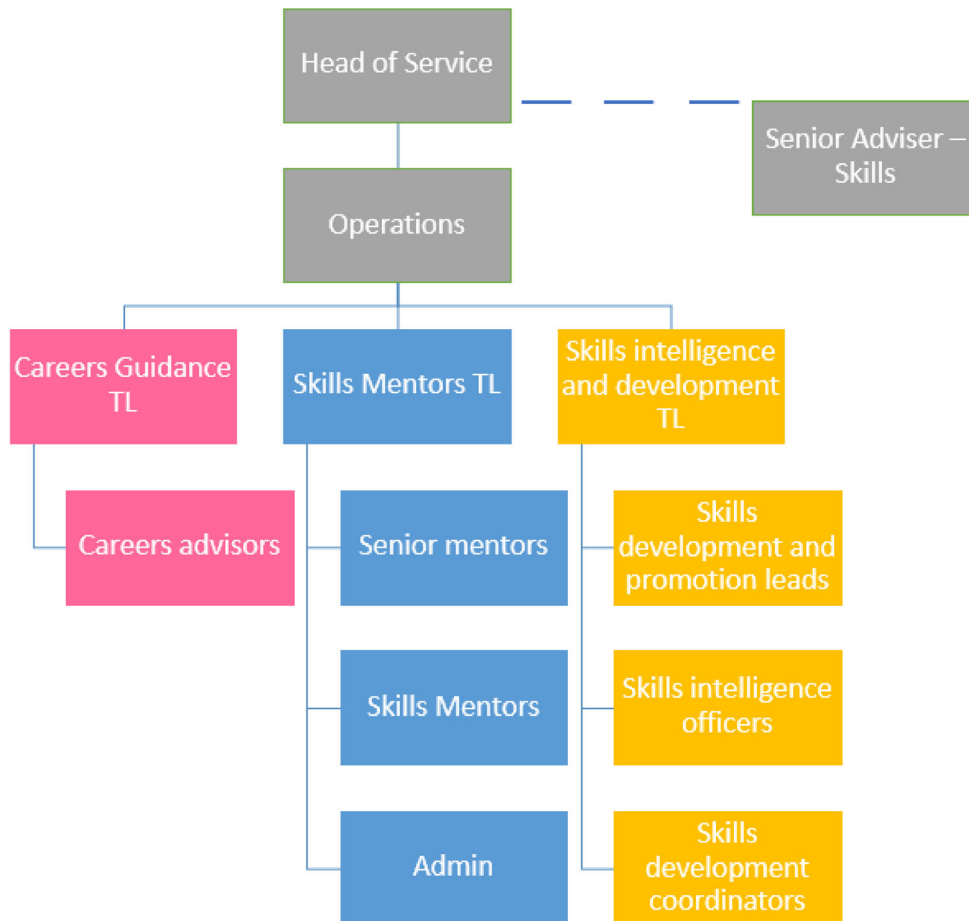 Head of Service
Senior Adviser –
Skills
Operations
Careers Guidance
TL
Skills Mentors TL
Skills intelligence
and development
TL
Careers advisors
Senior mentors
Skills
development and
promotion leads
Skills Mentors
Skills intelligence
officers
Admin
Skills
development
coordinators